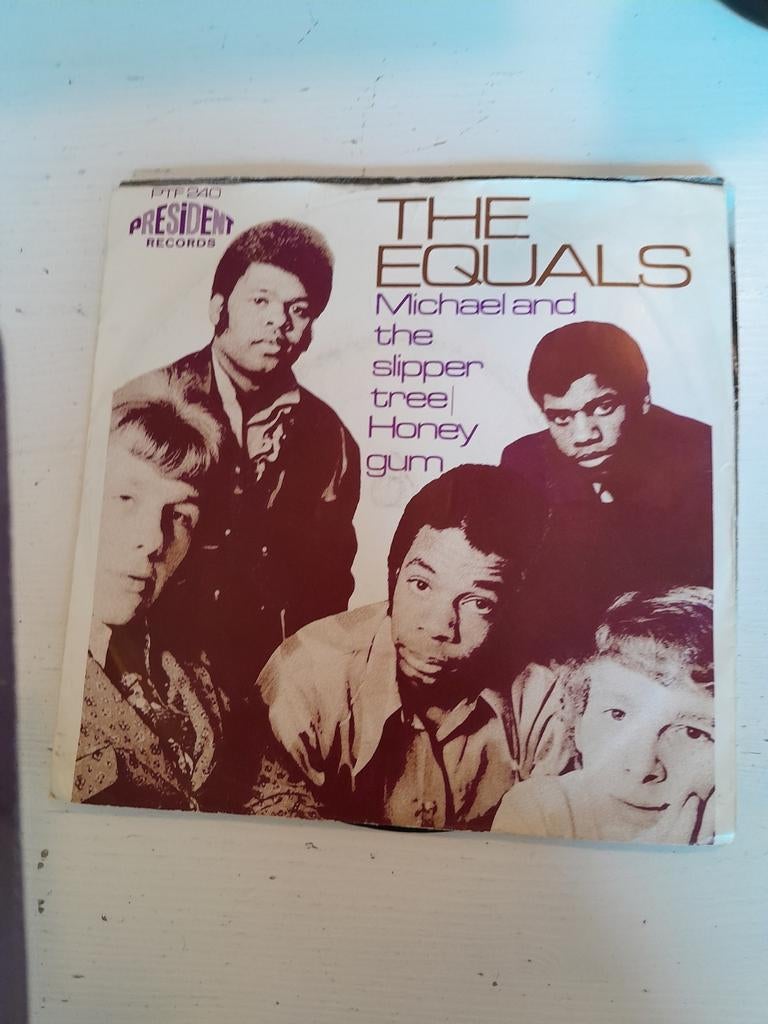 PTF 240
PRESIDENT
RECORDS
THE
EQUALS
Michael and
the
slipper
tree|
Honey
gum